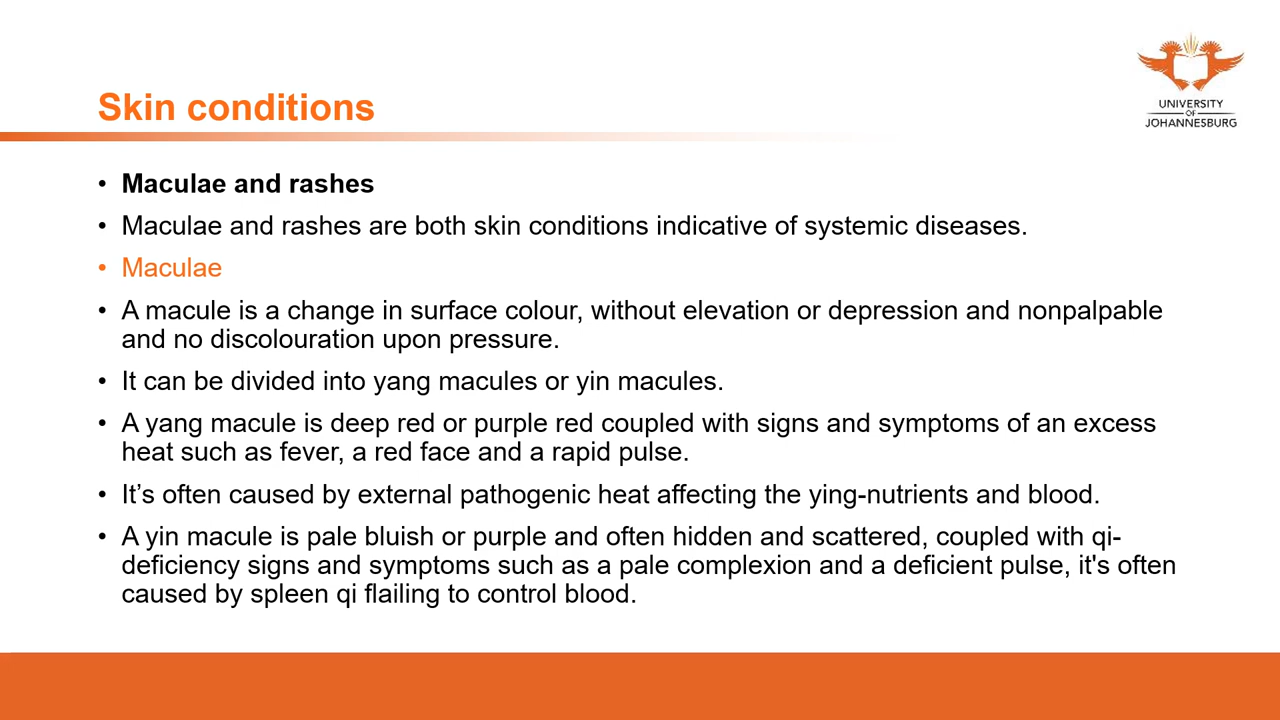 UNIVERSITY
OF
JOHANNESBURG
Skin conditions
• Maculae and rashes
• Maculae and rashes are both skin conditions indicative of systemic diseases.
• Maculae
• A macule is a change in surface colour, without elevation or depression and nonpalpable
and no discolouration upon pressure.
• It can be divided into yang macules or yin macules.
• A yang macule is deep red or purple red coupled with signs and symptoms of an excess
heat such as fever, a red face and a rapid pulse.
• It’s often caused by external pathogenic heat affecting the ying-nutrients and blood.
• A yin macule is pale bluish or purple and often hidden and scattered, coupled with qi-
deficiency signs and symptoms such as a pale complexion and a deficient pulse, it's often
caused by spleen qi flailing to control blood.